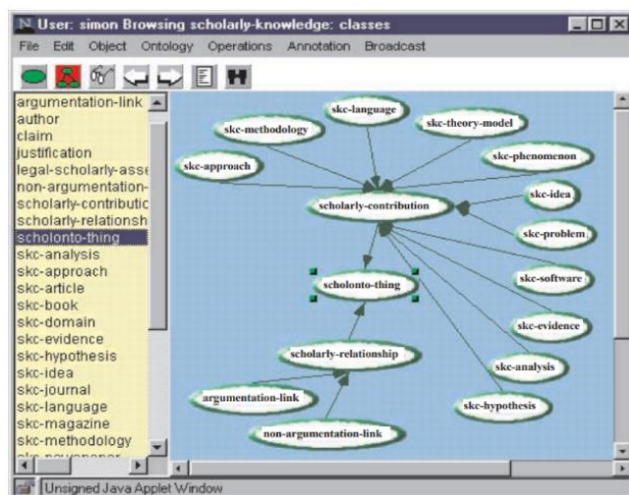 User: simon Browsing scholarly-knowledge: classes
File Edit Object Ontology Operations Annotation Broadcast
argumentation-link
author
claim
justification
legal-scholarly-asse
non-argumentation-
scholarly-contributic
scholarly-relationsh
scholonto-thing
skc-analysis
skc-approach
skc-article
skc-book
skc-domain
skc-evidence
skc-hypothesis
skc-idea
skc-journal
skc-language
skc-magazine
skc-methodology
skc-newspaper
skc-language
skc-methodology
skc-theory-model
skc-phenomenon
skc-approach
skc-idea
scholarly-contribution
skc-problem
skc-software
scholonto-thing
skc-evidence
scholarly-relationship
skc-analysis
argumentation-link
skc-hypothesis
non-argumentation-link
Unsigned Java Applet Window